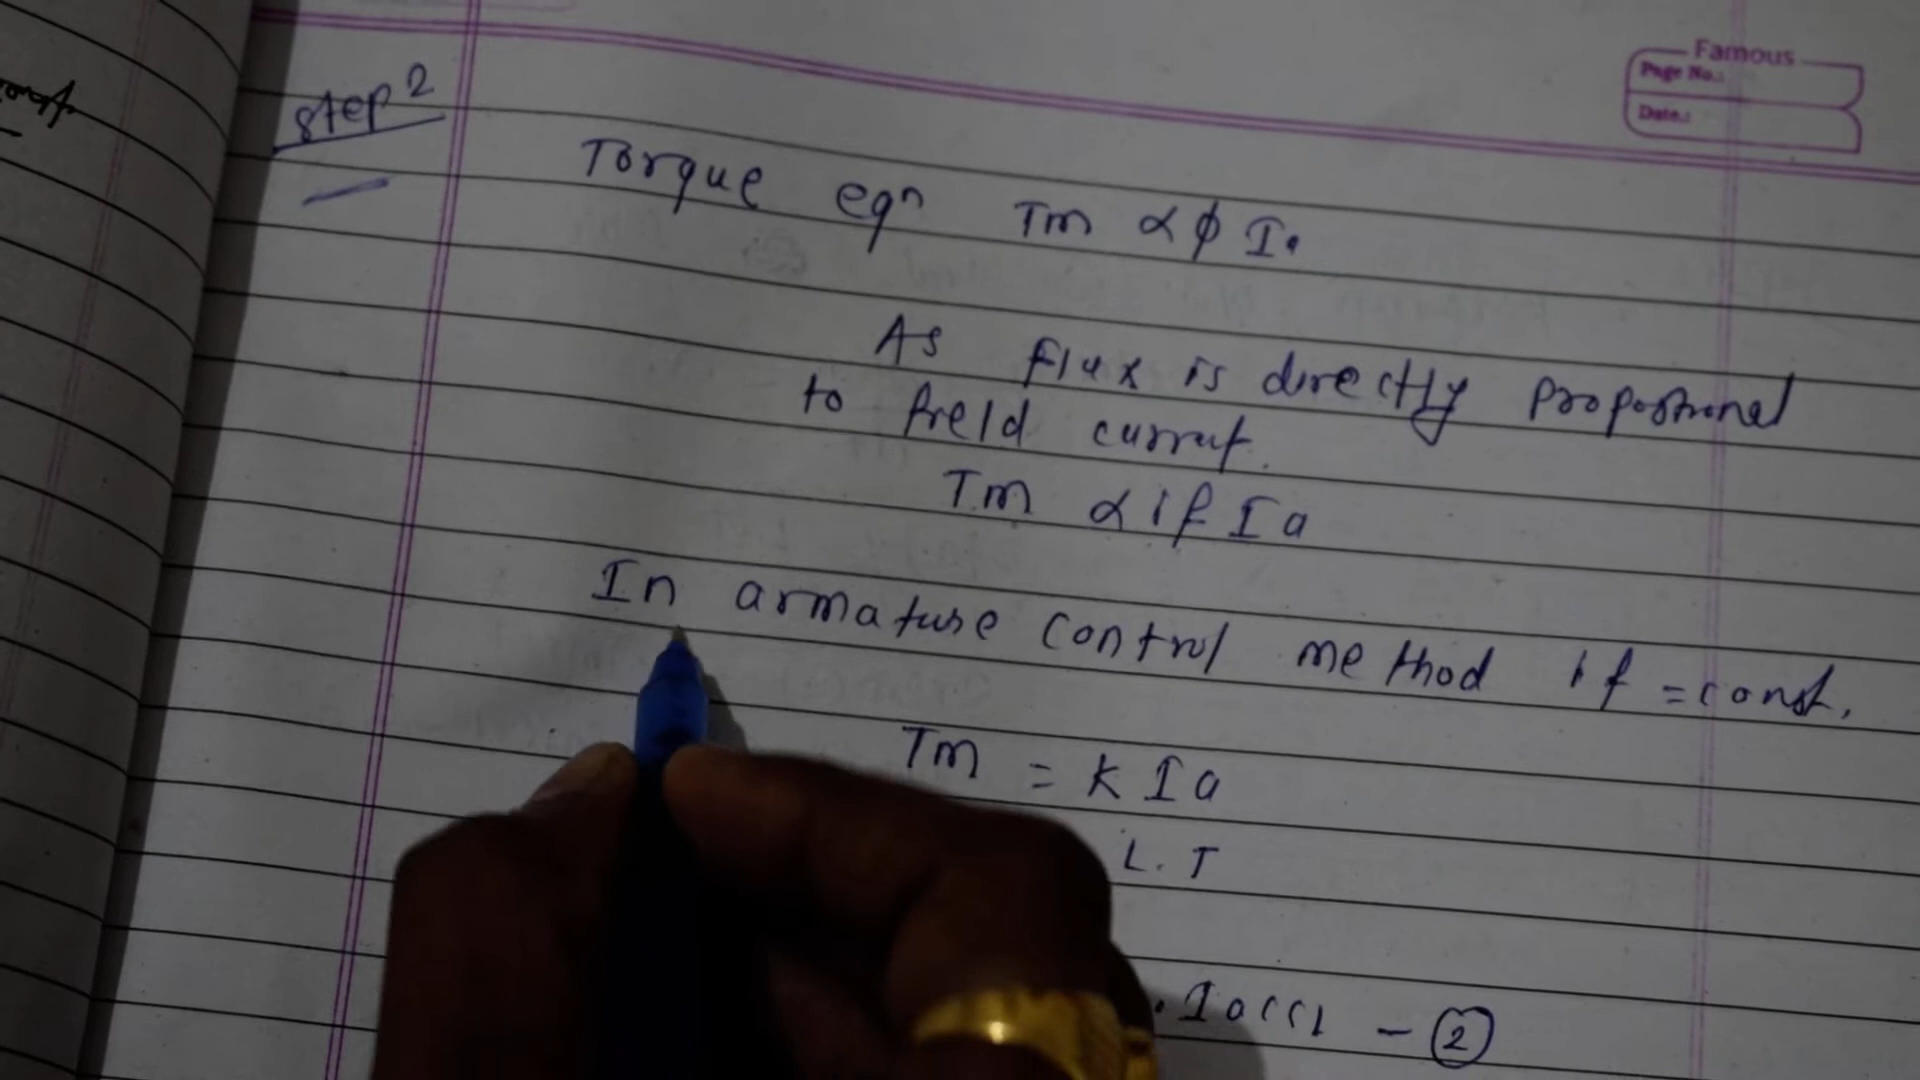 Famous
Page No.:
Date.:
Step 2
Torque eqn Tm α ϕ I.
As flux is directly proportional
to field current.
Tm α if Ia
In armature control method if = const.
Tm = K Ia
L.T
. Ia(s) - ②